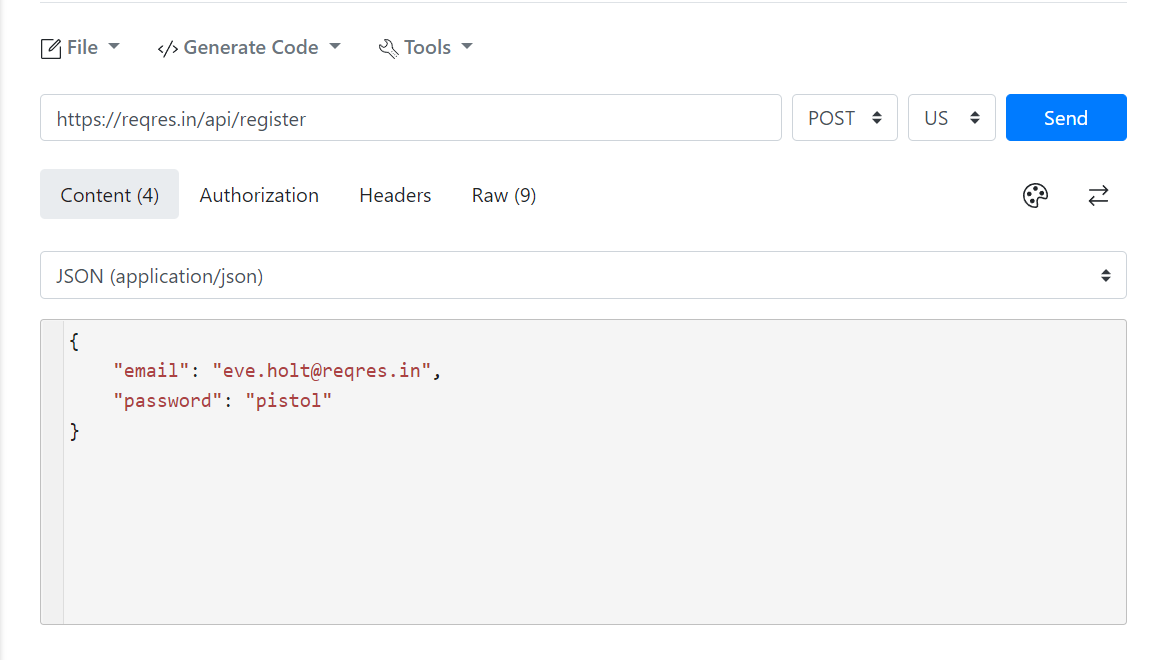 File Generate Code Tools
https://reqres.in/api/register POST US Send
Content (4) Authorization Headers Raw (9)
JSON (application/json)
{
    "email": "eve.holt@reqres.in",
    "password": "pistol"
}